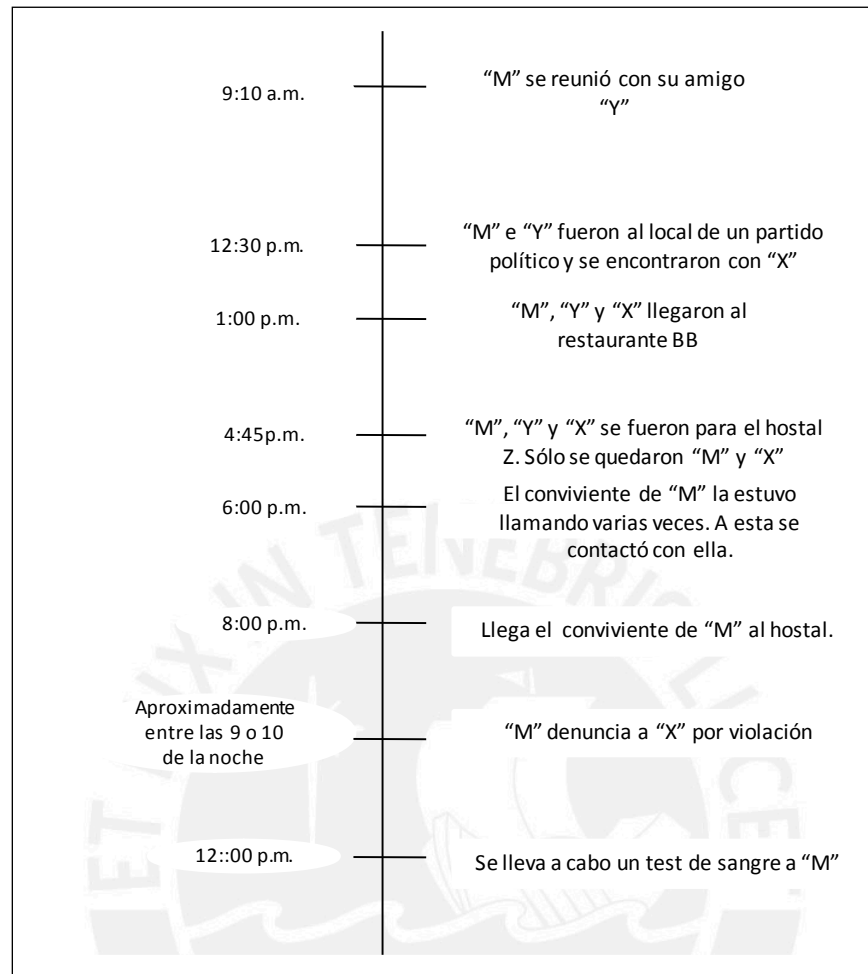 9:10 a.m.
“M” se reunió con su amigo
“Y”
12:30 p.m.
“M” e “Y” fueron al local de un partido
político y se encontraron con “X”
1:00 p.m.
“M”, “Y” y “X” llegaron al
restaurante BB
4:45p.m.
“M”, “Y” y “X” se fueron para el hostal
Z. Sólo se quedaron “M” y “X”
6:00 p.m.
El conviviente de “M” la estuvo
llamando varias veces. A esta se
contactó con ella.
8:00 p.m.
Llega el conviviente de “M” al hostal.
Aproximadamente
entre las 9 o 10
de la noche
“M” denuncia a “X” por violación
12::00 p.m.
Se lleva a cabo un test de sangre a “M”